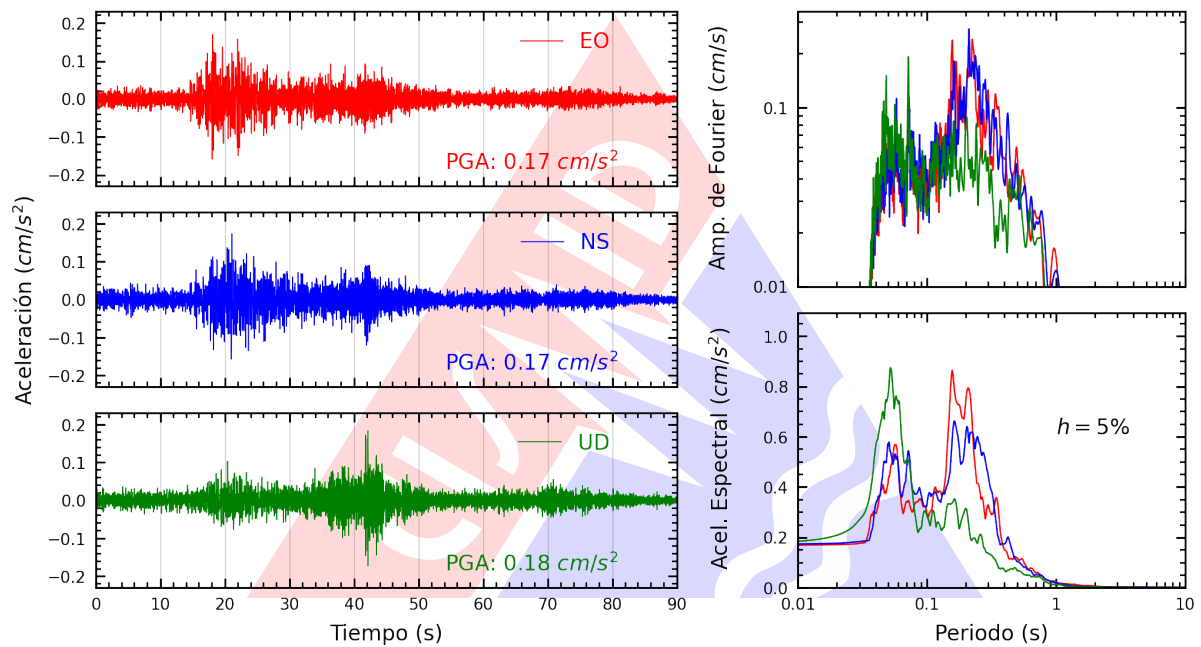 Aceleración (cm/s²)
0.2
0.1
0.0
−0.1
−0.2
EO
PGA: 0.17 cm/s²
0.2
0.1
0.0
−0.1
−0.2
NS
PGA: 0.17 cm/s²
0.2
0.1
0.0
−0.1
−0.2
UD
PGA: 0.18 cm/s²
0 10 20 30 40 50 60 70 80 90
Tiempo (s)
Amp. de Fourier (cm/s)
0.1
0.01
Acel. Espectral (cm/s²)
1.0
0.8
0.6
0.4
0.2
0.0
h = 5%
0.01 0.1 1 10
Periodo (s)